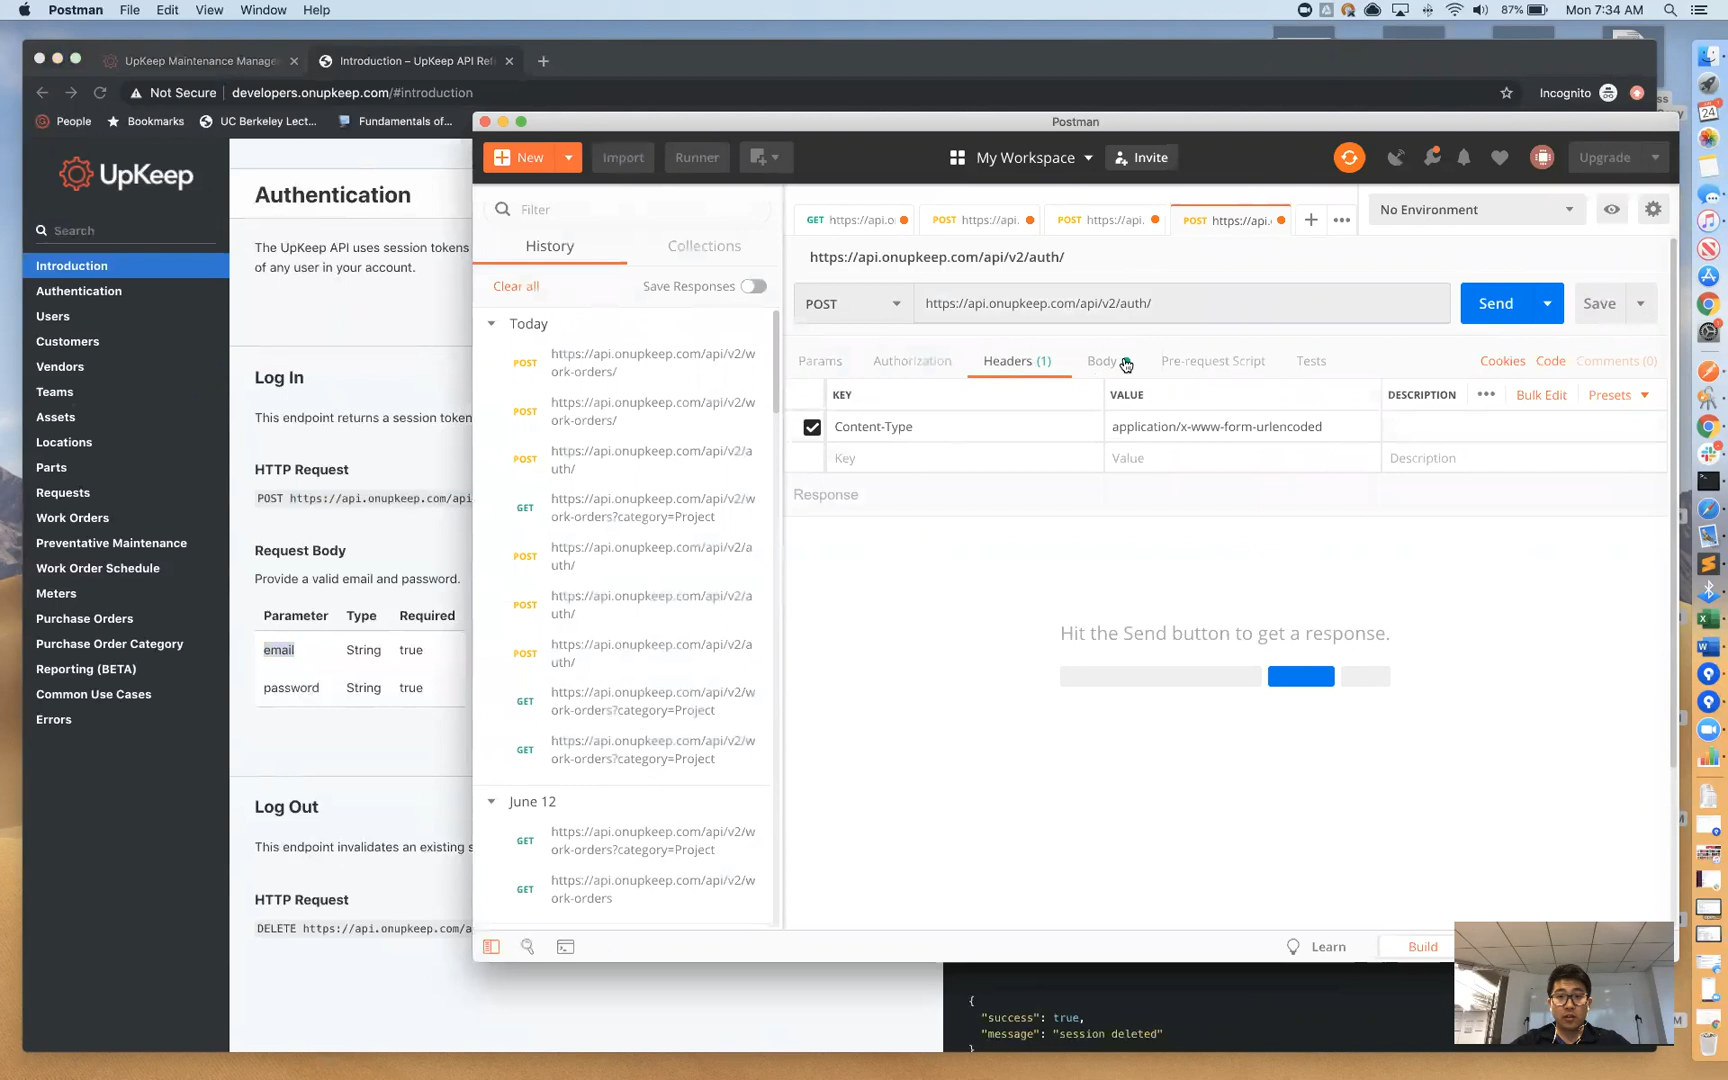 Postman File Edit View Window Help
87% Mon 7:34 AM
UpKeep Maintenance Manage
Introduction – UpKeep API Ref
Not Secure developers.onupkeep.com/#introduction
Incognito
People Bookmarks UC Berkeley Lect... Fundamentals of...
Postman
New Import Runner
My Workspace Invite
Upgrade
UpKeep
Search
Introduction
Authentication
Users
Customers
Vendors
Teams
Assets
Locations
Parts
Requests
Work Orders
Preventative Maintenance
Work Order Schedule
Meters
Purchase Orders
Purchase Order Category
Reporting (BETA)
Common Use Cases
Errors
Authentication
The UpKeep API uses session tokens
of any user in your account.
Log In
This endpoint returns a session token
HTTP Request
POST https://api.onupkeep.com/ap
Request Body
Provide a valid email and password.
Parameter Type Required
email String true
password String true
Log Out
This endpoint invalidates an existing s
HTTP Request
DELETE https://api.onupkeep.com/a
Filter
History Collections
Clear all Save Responses
Today
POST https://api.onupkeep.com/api/v2/w
ork-orders/
POST https://api.onupkeep.com/api/v2/w
ork-orders/
POST https://api.onupkeep.com/api/v2/a
uth/
GET https://api.onupkeep.com/api/v2/w
ork-orders?category=Project
POST https://api.onupkeep.com/api/v2/a
uth/
POST https://api.onupkeep.com/api/v2/a
uth/
POST https://api.onupkeep.com/api/v2/a
uth/
GET https://api.onupkeep.com/api/v2/w
ork-orders?category=Project
GET https://api.onupkeep.com/api/v2/w
ork-orders?category=Project
June 12
GET https://api.onupkeep.com/api/v2/w
ork-orders?category=Project
GET https://api.onupkeep.com/api/v2/w
ork-orders
GET https://api.o POST https://api. POST https://api. POST https://api.
No Environment
https://api.onupkeep.com/api/v2/auth/
POST https://api.onupkeep.com/api/v2/auth/
Send Save
Params Authorization Headers (1) Body Pre-request Script Tests
Cookies Code Comments (0)
KEY VALUE DESCRIPTION Bulk Edit Presets
Content-Type application/x-www-form-urlencoded
Key Value Description
Response
Hit the Send button to get a response.
Learn Build
{
"success": true,
"message": "session deleted"
}